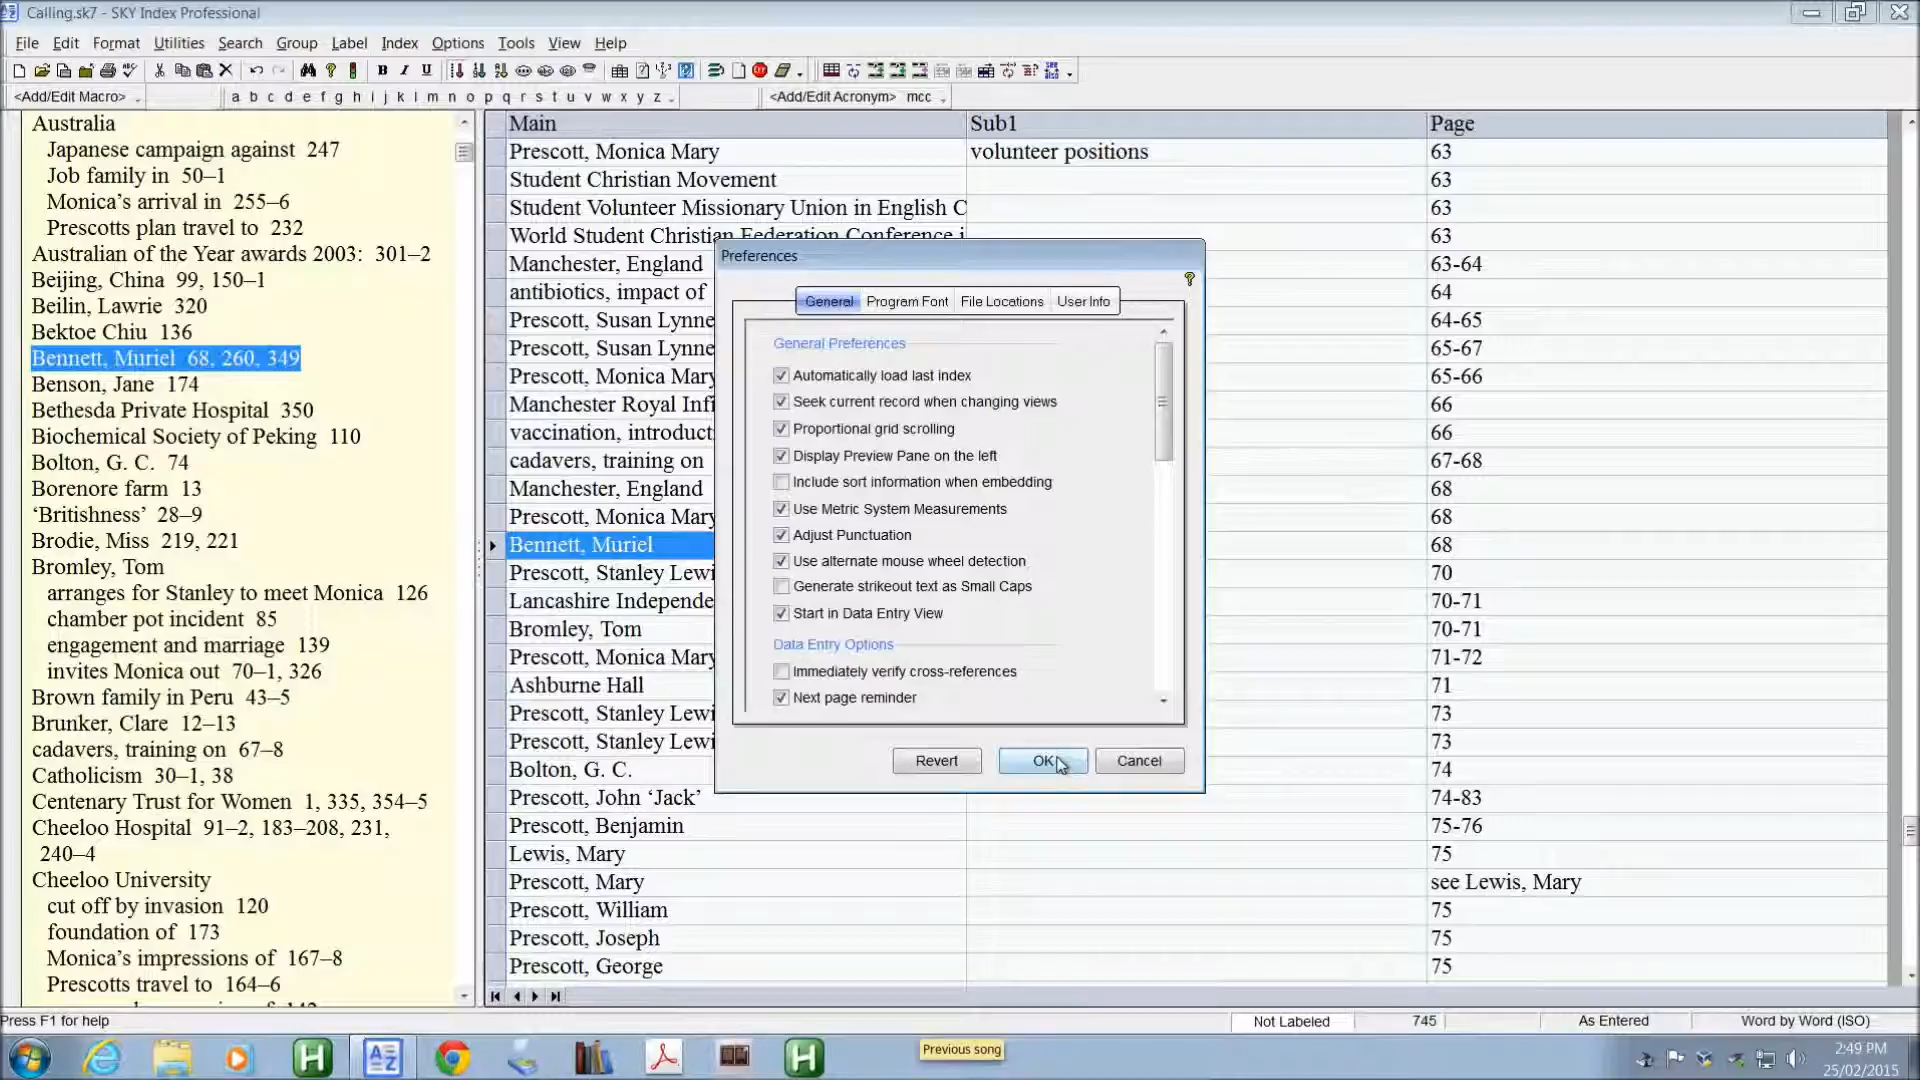 Calling.sk7 - SKY Index Professional
File Edit Format Utilities Search Group Label Index Options Tools View Help
<Add/Edit Macro> a b c d e f g h i j k l m n o p q r s t u v w x y z <Add/Edit Acronym> mcc
Australia
Japanese campaign against 247
Job family in 50–1
Monica’s arrival in 255–6
Prescotts plan travel to 232
Australian of the Year awards 2003: 301–2
Beijing, China 99, 150–1
Beilin, Lawrie 320
Bektoe Chiu 136
Bennett, Muriel 68, 260, 349
Benson, Jane 174
Bethesda Private Hospital 350
Biochemical Society of Peking 110
Bolton, G. C. 74
Borenore farm 13
‘Britishness’ 28–9
Brodie, Miss 219, 221
Bromley, Tom
arranges for Stanley to meet Monica 126
chamber pot incident 85
engagement and marriage 139
invites Monica out 70–1, 326
Brown family in Peru 43–5
Brunker, Clare 12–13
cadavers, training on 67–8
Catholicism 30–1, 38
Centenary Trust for Women 1, 335, 354–5
Cheeloo Hospital 91–2, 183–208, 231,
240–4
Cheeloo University
cut off by invasion 120
foundation of 173
Monica’s impressions of 167–8
Prescotts travel to 164–6
Main Sub1 Page
Prescott, Monica Mary volunteer positions 63
Student Christian Movement 63
Student Volunteer Missionary Union in English C 63
World Student Christian Federation Conference i 63
Manchester, England 63-64
antibiotics, impact of 64
Prescott, Susan Lynne 64-65
Prescott, Susan Lynne 65-67
Prescott, Monica Mary 65-66
Manchester Royal Infi 66
vaccination, introduct 66
cadavers, training on 67-68
Manchester, England 68
Prescott, Monica Mary 68
Bennett, Muriel 68
Prescott, Stanley Lewi 70
Lancashire Independe 70-71
Bromley, Tom 70-71
Prescott, Monica Mary 71-72
Ashburne Hall 71
Prescott, Stanley Lewi 73
Prescott, Stanley Lewi 73
Bolton, G. C. 74
Prescott, John ‘Jack’ 74-83
Prescott, Benjamin 75-76
Lewis, Mary 75
Prescott, Mary see Lewis, Mary
Prescott, William 75
Prescott, Joseph 75
Prescott, George 75
Preferences
General Program Font File Locations User Info
General Preferences
Automatically load last index
Seek current record when changing views
Proportional grid scrolling
Display Preview Pane on the left
Include sort information when embedding
Use Metric System Measurements
Adjust Punctuation
Use alternate mouse wheel detection
Generate strikeout text as Small Caps
Start in Data Entry View
Data Entry Options
Immediately verify cross-references
Next page reminder
Revert OK Cancel
Press F1 for help Not Labeled 745 As Entered Word by Word (ISO)
Previous song
2:49 PM
25/02/2015